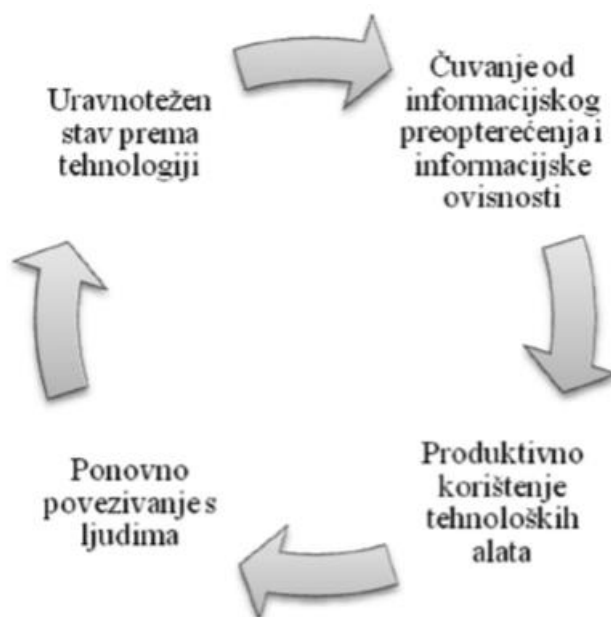 Uravnotežen
stav prema
tehnologiji
Čuvanje od
informacijskog
preopterećenja i
informacijske
ovisnosti
Produktivno
korištenje
tehnoloških
alata
Ponovno
povezivanje s
ljudima